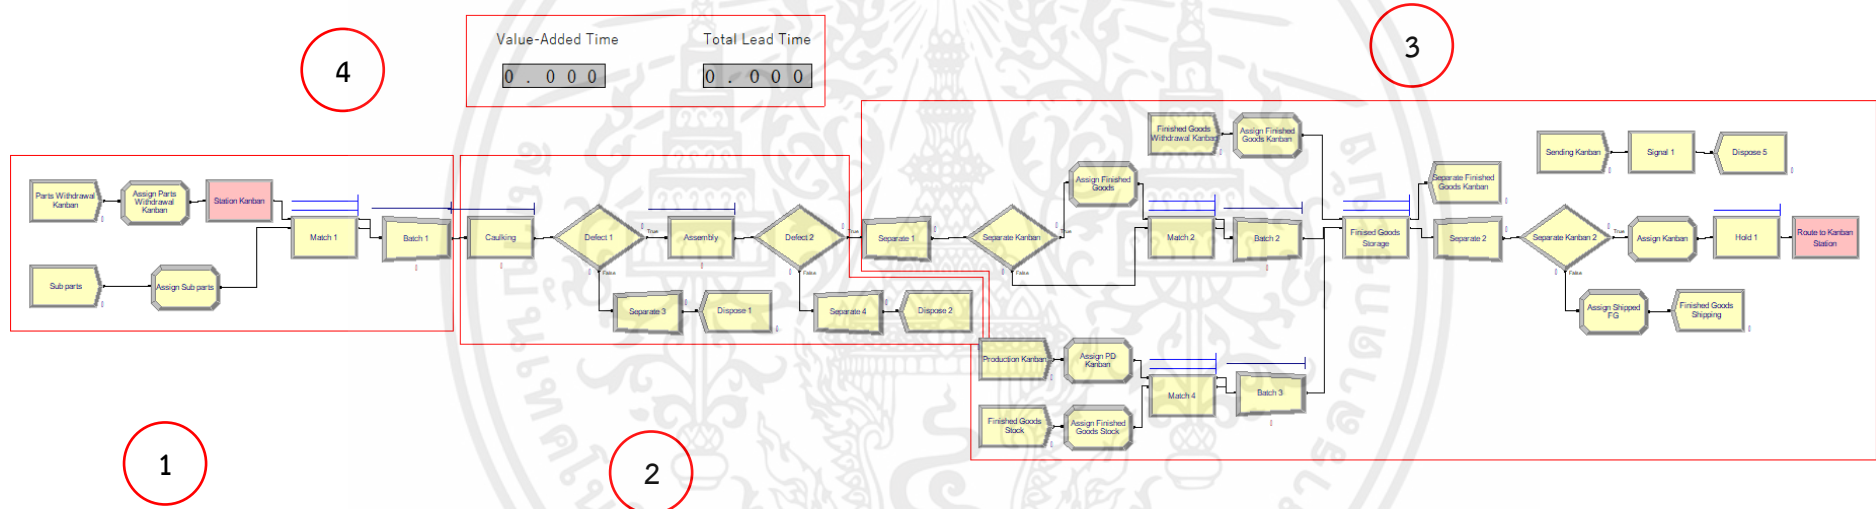 4
Value-Added Time
Total Lead Time
0.000
0.000
3
Parts Withdrawal
Kanban
Assign Parts
Withdrawal
Kanban
Station Kanban
Match 1
Batch 1
Sub parts
Assign Sub parts
Caulking
Defect 1
True
False
Assembly
Defect 2
True
False
Separate 3
Dispose 1
Separate 4
Dispose 2
Separate 1
Separate Kanban
True
False
Assign Finished
Goods
Finished Goods
Withdrawal Kanban
Assign Finished
Goods Kanban
Match 2
Batch 2
Finised Goods
Storage
Separate Finished
Goods Kanban
Separate 2
Separate Kanban 2
True
False
Assign Kanban
Hold 1
Route to Kanban
Station
Sending Kanban
Signal 1
Dispose 5
Assign Shipped
FG
Finished Goods
Shipping
Production Kanban
Assign PD
Kanban
Match 4
Batch 3
Finished Goods
Stock
Assign Finished
Goods Stock
1
2